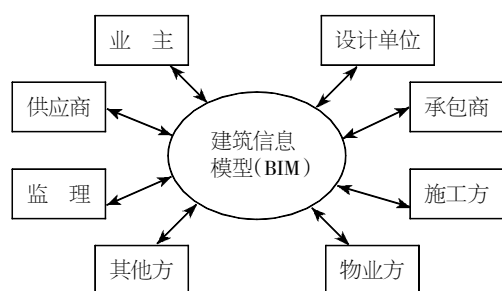 业 主
设计单位
供应商
承包商
建筑信息
模型(BIM)
监 理
施工方
其他方
物业方